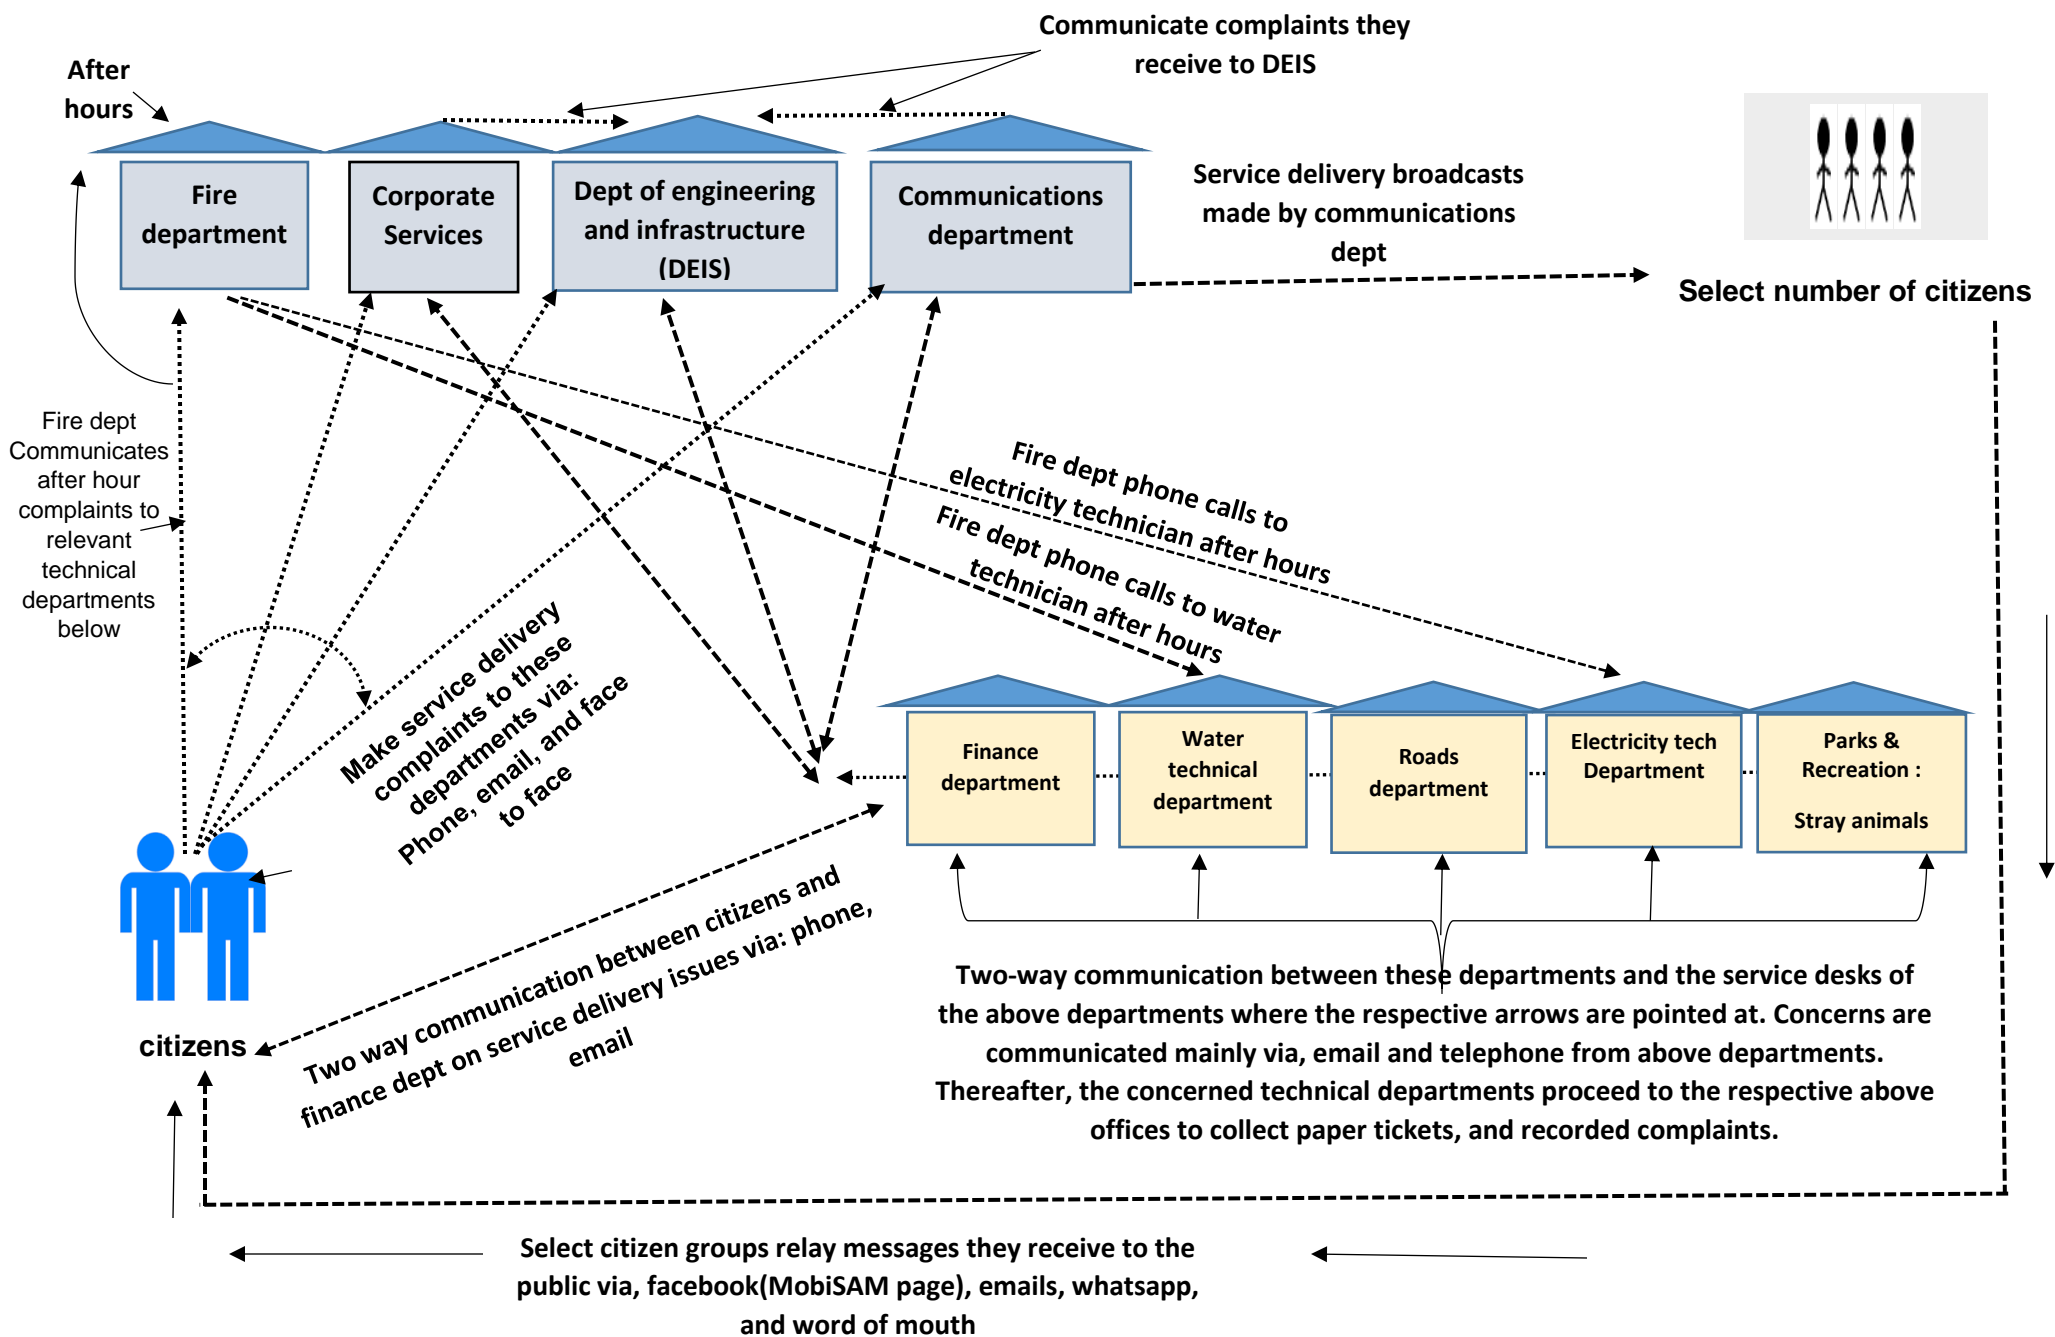 Communicate complaints they
receive to DEIS
After
hours
Fire
department
Corporate
Services
Dept of engineering
and infrastructure
(DEIS)
Communications
department
Service delivery broadcasts
made by communications
dept
Select number of citizens
Fire dept
Communicates
after hour
complaints to
relevant
technical
departments
below
Fire dept phone calls to
electricity technician after hours
Fire dept phone calls to water
technician after hours
Make service delivery
complaints to these
departments via:
Phone, email, and face
to face
Finance
department
Water
technical
department
Roads
department
Electricity tech
Department
Parks &
Recreation :
Stray animals
citizens
Two way communication between citizens and
finance dept on service delivery issues via: phone,
email
Two-way communication between these departments and the service desks of
the above departments where the respective arrows are pointed at. Concerns are
communicated mainly via, email and telephone from above departments.
Thereafter, the concerned technical departments proceed to the respective above
offices to collect paper tickets, and recorded complaints.
Select citizen groups relay messages they receive to the
public via, facebook(MobiSAM page), emails, whatsapp,
and word of mouth